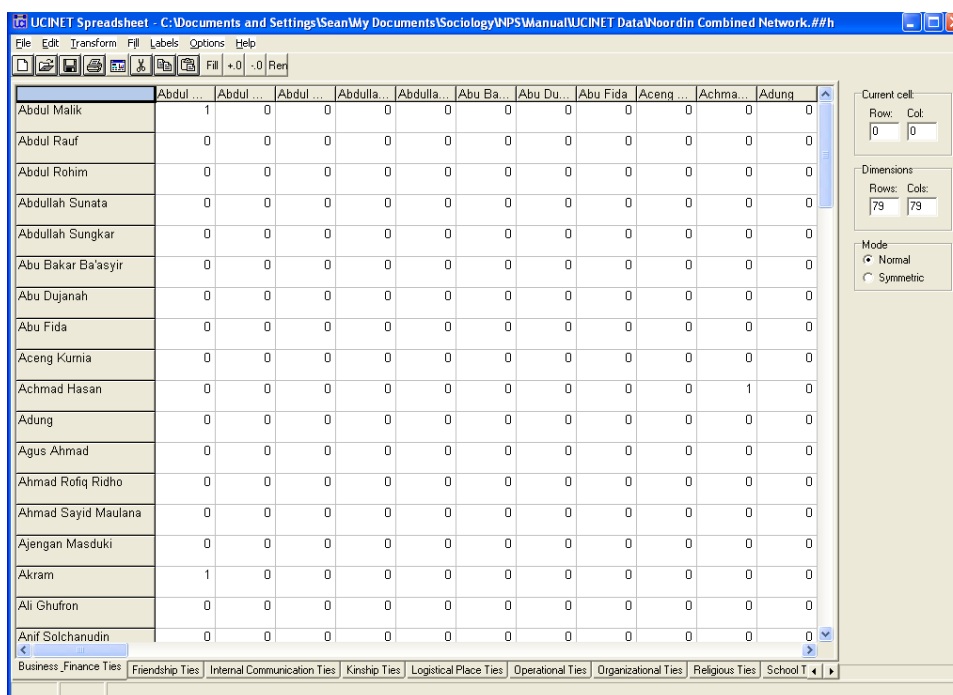 UCINET Spreadsheet - C:\Documents and Settings\Sean\My Documents\Sociology\NPS\Manual\UCINET Data\Noordin Combined Network.##h
File Edit Transform Fill Labels Options Help
Fill +.0 -.0 Ren
Abdul ... Abdul ... Abdul ... Abdulla... Abdulla... Abu Ba... Abu Du... Abu Fida Aceng ... Achma... Adung
Abdul Malik 1 0 0 0 0 0 0 0 0 0 0
Abdul Rauf 0 0 0 0 0 0 0 0 0 0 0
Abdul Rohim 0 0 0 0 0 0 0 0 0 0 0
Abdullah Sunata 0 0 0 0 0 0 0 0 0 0 0
Abdullah Sungkar 0 0 0 0 0 0 0 0 0 0 0
Abu Bakar Ba'asyir 0 0 0 0 0 0 0 0 0 0 0
Abu Dujanah 0 0 0 0 0 0 0 0 0 0 0
Abu Fida 0 0 0 0 0 0 0 0 0 0 0
Aceng Kurnia 0 0 0 0 0 0 0 0 0 0 0
Achmad Hasan 0 0 0 0 0 0 0 0 0 1 0
Adung 0 0 0 0 0 0 0 0 0 0 0
Agus Ahmad 0 0 0 0 0 0 0 0 0 0 0
Ahmad Rofiq Ridho 0 0 0 0 0 0 0 0 0 0 0
Ahmad Sayid Maulana 0 0 0 0 0 0 0 0 0 0 0
Ajengan Masduki 0 0 0 0 0 0 0 0 0 0 0
Akram 1 0 0 0 0 0 0 0 0 0 0
Ali Ghufron 0 0 0 0 0 0 0 0 0 0 0
Anif Solchanudin 0 0 0 0 0 0 0 0 0 0 0
Business_Finance Ties Friendship Ties Internal Communication Ties Kinship Ties Logistical Place Ties Operational Ties Organizational Ties Religious Ties School T
Current cell:
Row: Col:
0 0
Dimensions
Rows: Cols:
79 79
Mode
Normal
Symmetric